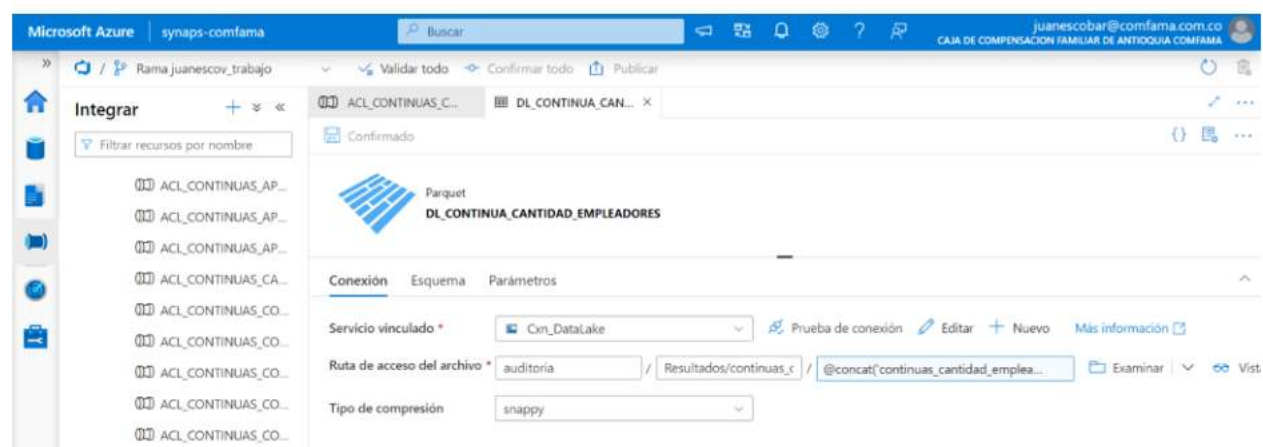 Microsoft Azure | synaps-comfama
Buscar
juanescobar@comfama.com.co
CAJA DE COMPENSACION FAMILIAR DE ANTIOQUIA COMFAMA
» / Rama juanescov_trabajo Validar todo Confirmar todo Publicar
Integrar + «
ACL_CONTINUAS_C... DL_CONTINUA_CAN... ×
Filtrar recursos por nombre
Confirmado {} ...
ACL_CONTINUAS_AP...
ACL_CONTINUAS_AP...
ACL_CONTINUAS_AP...
ACL_CONTINUAS_CA...
ACL_CONTINUAS_CO...
ACL_CONTINUAS_CO...
ACL_CONTINUAS_CO...
ACL_CONTINUAS_CO...
ACL_CONTINUAS_CO...
Parquet
DL_CONTINUA_CANTIDAD_EMPLEADORES
Conexión Esquema Parámetros
Servicio vinculado * Cxn_DataLake Prueba de conexión Editar + Nuevo Más información
Ruta de acceso del archivo * auditoria / Resultados/continuas_c / @concat('continuas_cantidad_emplea... Examinar Vista
Tipo de compresión snappy